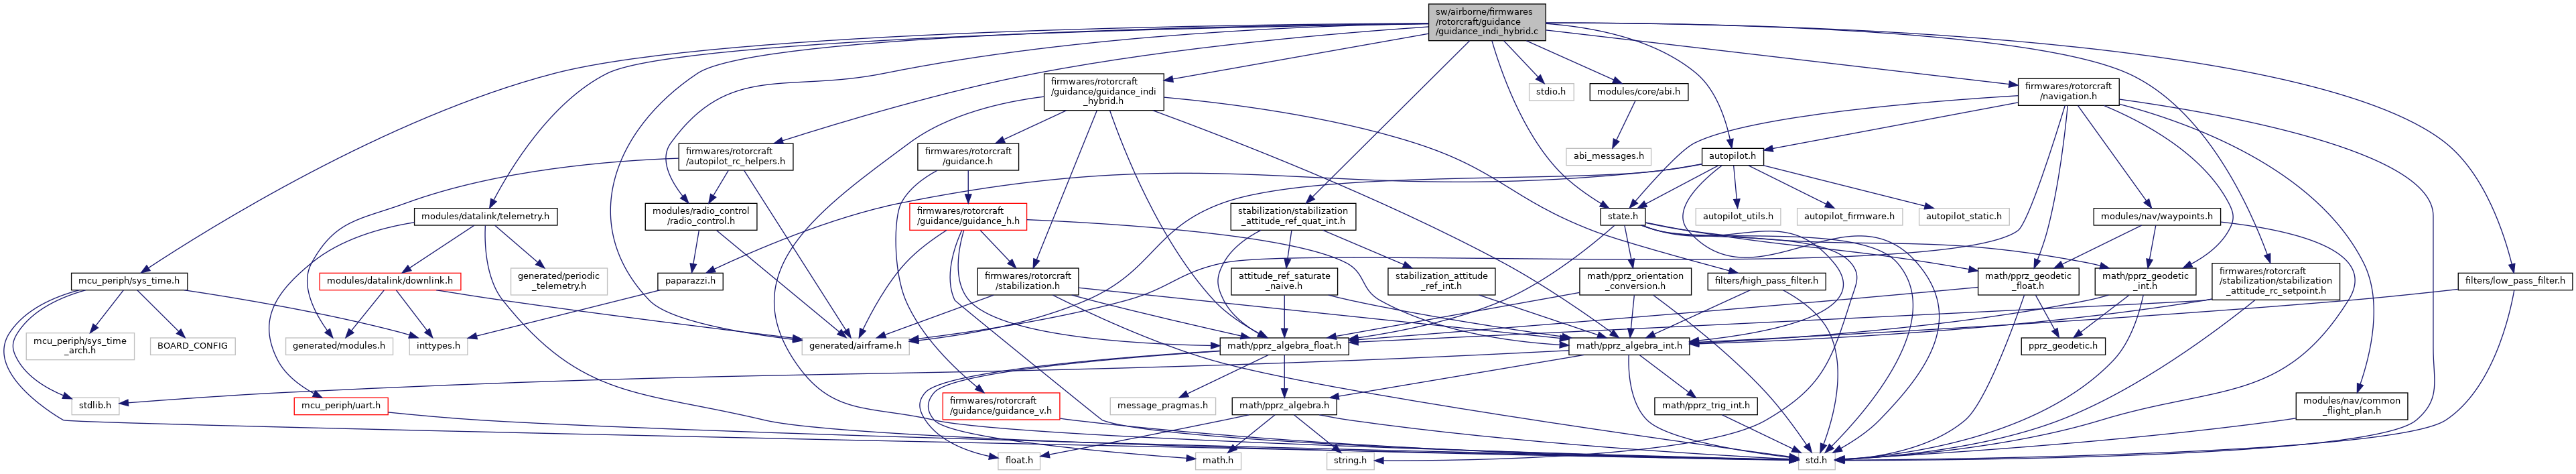 sw/airborne/firmwares
/rotorcraft/guidance
/guidance_indi_hybrid.c
firmwares/rotorcraft
/guidance/guidance_indi
_hybrid.h
stdio.h
modules/core/abi.h
firmwares/rotorcraft
/navigation.h
firmwares/rotorcraft
/autopilot_rc_helpers.h
firmwares/rotorcraft
/guidance.h
abi_messages.h
autopilot.h
modules/datalink/telemetry.h
modules/radio_control
/radio_control.h
firmwares/rotorcraft
/guidance/guidance_h.h
stabilization/stabilization
_attitude_ref_quat_int.h
state.h
autopilot_utils.h
autopilot_firmware.h
autopilot_static.h
modules/nav/waypoints.h
mcu_periph/sys_time.h
modules/datalink/downlink.h
generated/periodic
_telemetry.h
paparazzi.h
firmwares/rotorcraft
/stabilization.h
attitude_ref_saturate
_naive.h
stabilization_attitude
_ref_int.h
math/pprz_orientation
_conversion.h
filters/high_pass_filter.h
math/pprz_geodetic
_float.h
math/pprz_geodetic
_int.h
firmwares/rotorcraft
/stabilization/stabilization
_attitude_rc_setpoint.h
filters/low_pass_filter.h
mcu_periph/sys_time
_arch.h
BOARD_CONFIG
generated/modules.h
inttypes.h
generated/airframe.h
math/pprz_algebra_float.h
math/pprz_algebra_int.h
pprz_geodetic.h
stdlib.h
mcu_periph/uart.h
firmwares/rotorcraft
/guidance/guidance_v.h
message_pragmas.h
math/pprz_algebra.h
math/pprz_trig_int.h
modules/nav/common
_flight_plan.h
float.h
math.h
string.h
std.h